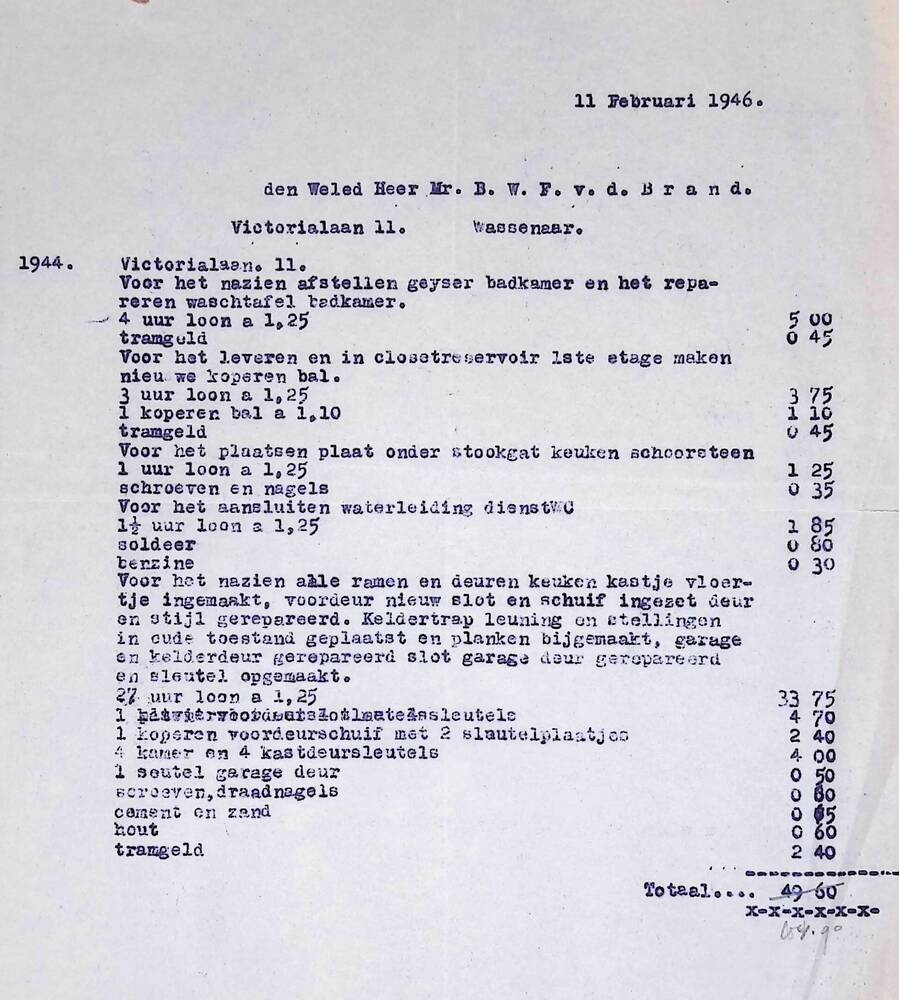 11 Februari 1946.
den Weled Heer Mr. B. W. F. v. d. B r a n d.
Victorialaan 11. Wassenaar.
1944. Victorialaan. 11.
Voor het nazien afstellen geyser badkamer en het repa-
reren waschtafel badkamer.
4 uur loon a 1,25 5 00
tramgeld 0 45
Voor het leveren en in closetreservoir 1ste etage maken
nieu we koperen bal.
3 uur loon a 1,25 3 75
1 koperen bal a 1,10 1 10
tramgeld 0 45
Voor het plaatsen plaat onder stookgat keuken schoorsteen
1 uur loon a 1,25 1 25
schroeven en nagels 0 35
Voor het aansluiten waterleiding dienstWC
1½ uur loon a 1,25 1 85
soldeer 0 80
benzine 0 30
Voor het nazien alle ramen en deuren keuken kastje vloer-
tje ingemaakt, voordeur nieuw slot en schuif ingezet deur
en stijl gerepareerd. Keldertrap leuning en stellingen
in oude toestand geplaatst en planken bijgemaakt, garage
en kelderdeur gerepareerd slot garage deur gerepareerd
en sleutel opgemaakt.
27 uur loon a 1,25 33 75
1 sleutels 4 70
1 koperen voordeurschuif met 2 sleutelplaatjes 2 40
4 kamer en 4 kastdeursleutels 4 00
1 seutel garage deur 0 50
scroeven,draadnagels 0
cement en zand 0
hout 0 60
tramgeld 2 40
Totaal.... 49 60
x-x-x-x-x-x-